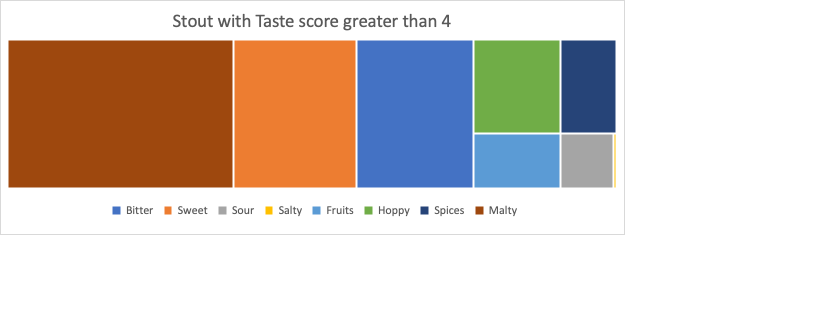 Stout with Taste score greater than 4
Bitter Sweet Sour Salty Fruits Hoppy Spices Malty